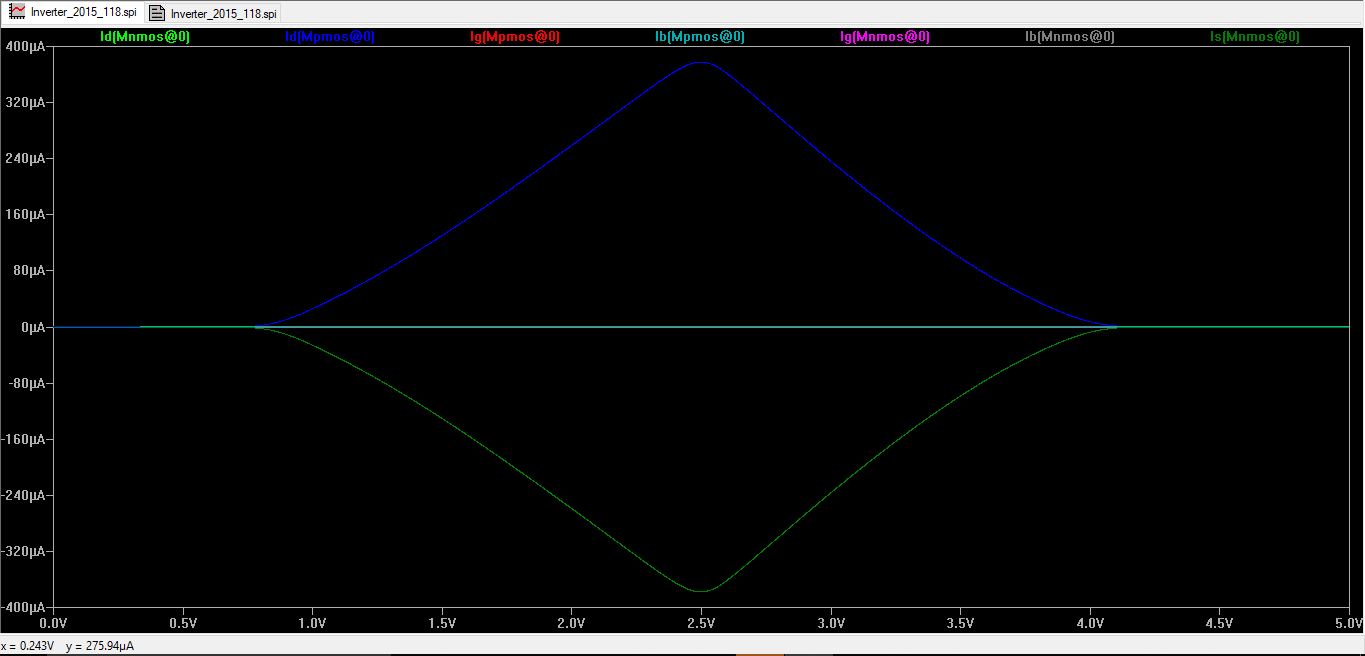 Inverter_2015_118.spi Inverter_2015_118.spi
Id(Mnmos@0) Id(Mpmos@0) Ig(Mpmos@0) Ib(Mpmos@0) Ig(Mnmos@0) Ib(Mnmos@0) Is(Mnmos@0)
400µA
320µA
240µA
160µA
80µA
0µA
-80µA
-160µA
-240µA
-320µA
-400µA
0.0V 0.5V 1.0V 1.5V 2.0V 2.5V 3.0V 3.5V 4.0V 4.5V 5.0V
x = 0.243V y = 275.94µA